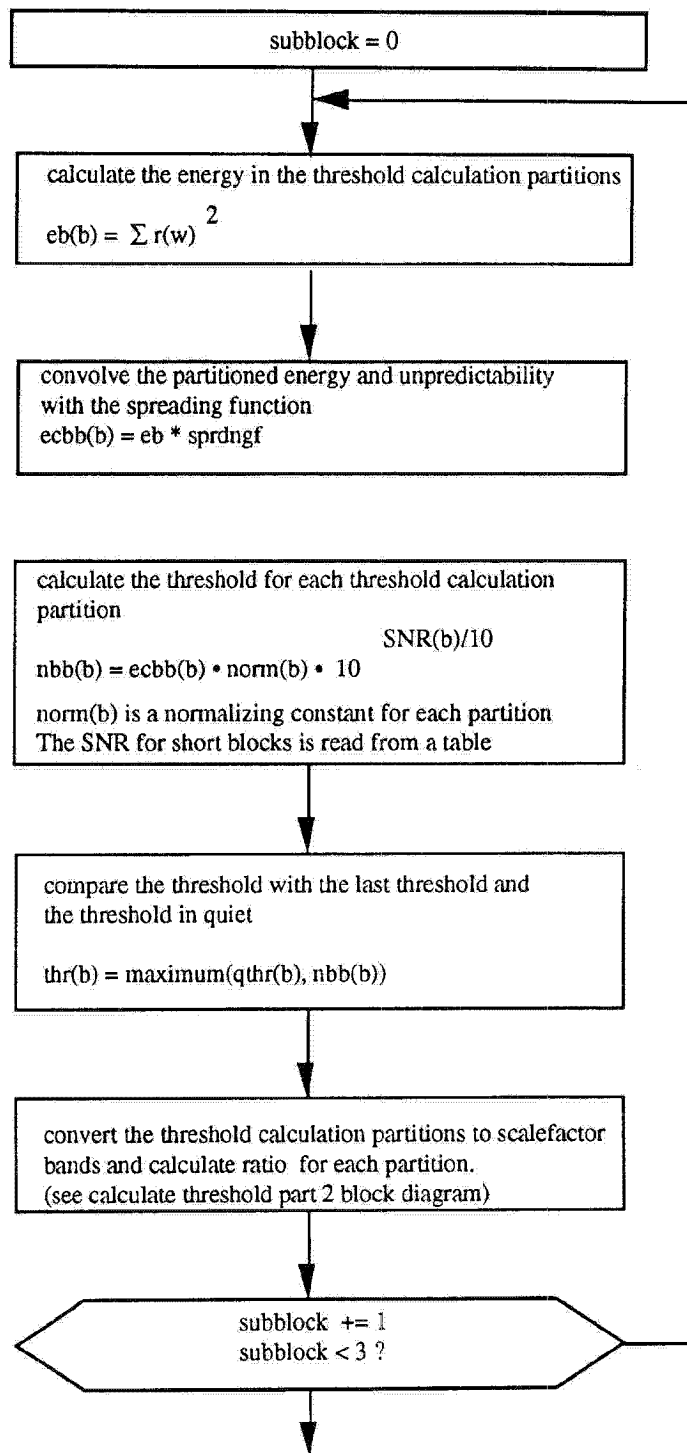 subblock = 0
calculate the energy in the threshold calculation partitions
eb(b) = Σ r(w) 2
convolve the partitioned energy and unpredictability
with the spreading function
ecbb(b) = eb * sprdngf
calculate the threshold for each threshold calculation
partition
SNR(b)/10
nbb(b) = ecbb(b) • norm(b) • 10
norm(b) is a normalizing constant for each partition
The SNR for short blocks is read from a table
compare the threshold with the last threshold and
the threshold in quiet
thr(b) = maximum(qthr(b), nbb(b))
convert the threshold calculation partitions to scalefactor
bands and calculate ratio for each partition.
(see calculate threshold part 2 block diagram)
subblock += 1
subblock < 3 ?